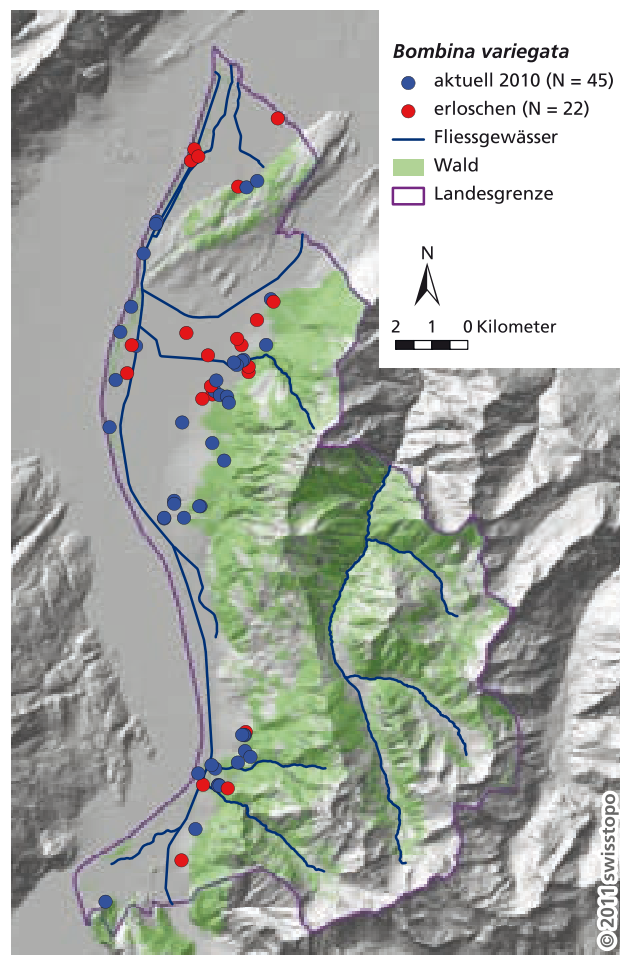 Bombina variegata
aktuell 2010 (N = 45)
erloschen (N = 22)
Fliessgewässer
Wald
Landesgrenze
N
2 1 0 Kilometer
© 2011 swisstopo